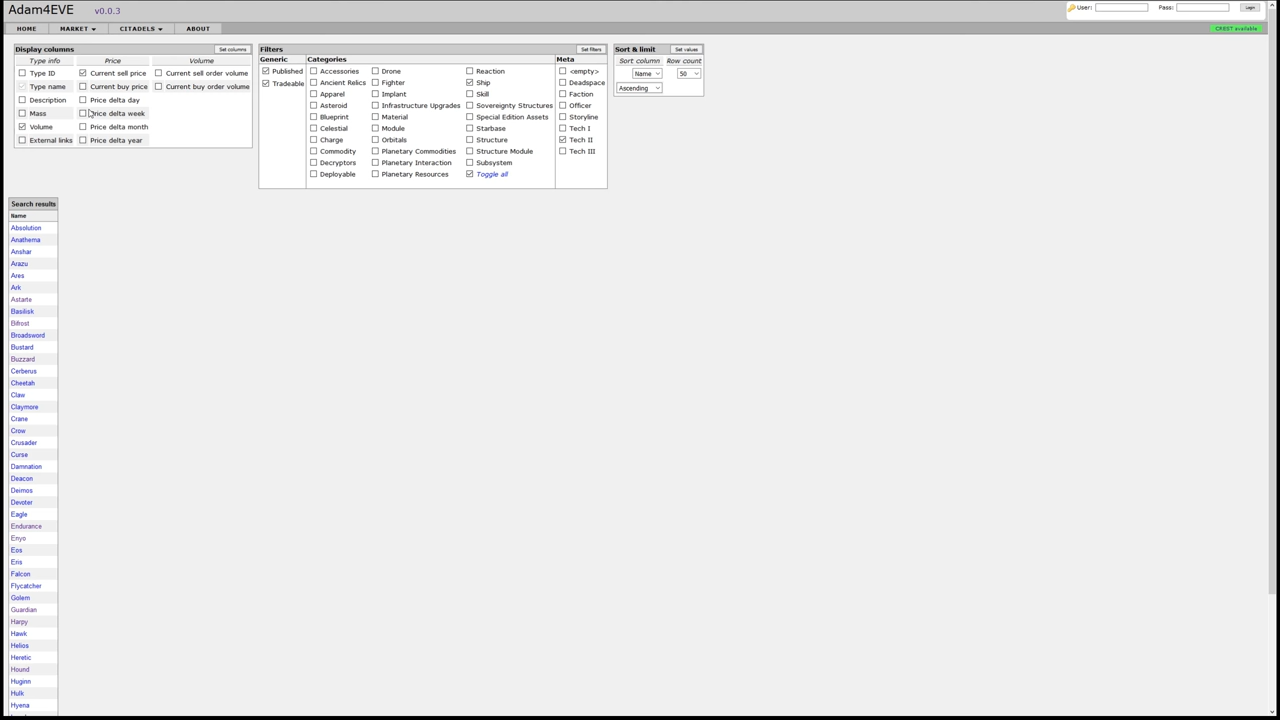 Adam4EVE v0.0.3
User: Pass: Login
HOME MARKET CITADELS ABOUT
CREST available
Display columns Set columns
Type info Price Volume
Type ID Current sell price Current sell order volume
Type name Current buy price Current buy order volume
Description Price delta day
Mass Price delta week
Volume Price delta month
External links Price delta year
Filters Set filters
Generic Categories Meta
Published Accessories Drone Reaction <empty>
Tradeable Ancient Relics Fighter Ship Deadspace
Apparel Implant Skill Faction
Asteroid Infrastructure Upgrades Sovereignty Structures Officer
Blueprint Material Special Edition Assets Storyline
Celestial Module Starbase Tech I
Charge Orbitals Structure Tech II
Commodity Planetary Commodities Structure Module Tech III
Decryptors Planetary Interaction Subsystem
Deployable Planetary Resources Toggle all
Sort & limit Set values
Sort column Row count
Name 50
Ascending
Search results
Name
Absolution
Anathema
Anshar
Arazu
Ares
Ark
Astarte
Basilisk
Bifrost
Broadsword
Bustard
Buzzard
Cerberus
Cheetah
Claw
Claymore
Crane
Crow
Crusader
Curse
Damnation
Deacon
Deimos
Devoter
Eagle
Endurance
Enyo
Eos
Eris
Falcon
Flycatcher
Golem
Guardian
Harpy
Hawk
Helios
Heretic
Hound
Huginn
Hulk
Hyena